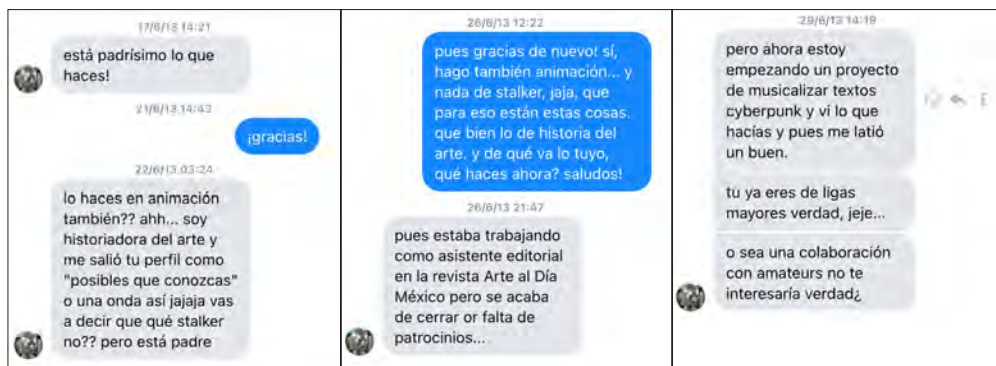 17/6/13 14:21
está padrísimo lo que
haces!
21/6/13 14:42
¡gracias!
22/6/13 03:24
lo haces en animación
también?? ahh... soy
historiadora del arte y
me salió tu perfil como
"posibles que conozcas"
o una onda así jajaja vas
a decir que qué stalker
no?? pero está padre
26/6/13 12:22
pues gracias de nuevo! sí,
hago también animación... y
nada de stalker, jaja, que
para eso están estas cosas.
que bien lo de historia del
arte. y de qué va lo tuyo,
qué haces ahora? saludos!
26/6/13 21:47
pues estaba trabajando
como asistente editorial
en la revista Arte al Día
México pero se acaba
de cerrar or falta de
patrocinios...
29/6/13 14:19
pero ahora estoy
empezando un proyecto
de musicalizar textos
cyberpunk y vi lo que
hacías y pues me latió
un buen.
tu ya eres de ligas
mayores verdad, jeje...
o sea una colaboración
con amateurs no te
interesaría verdad¿